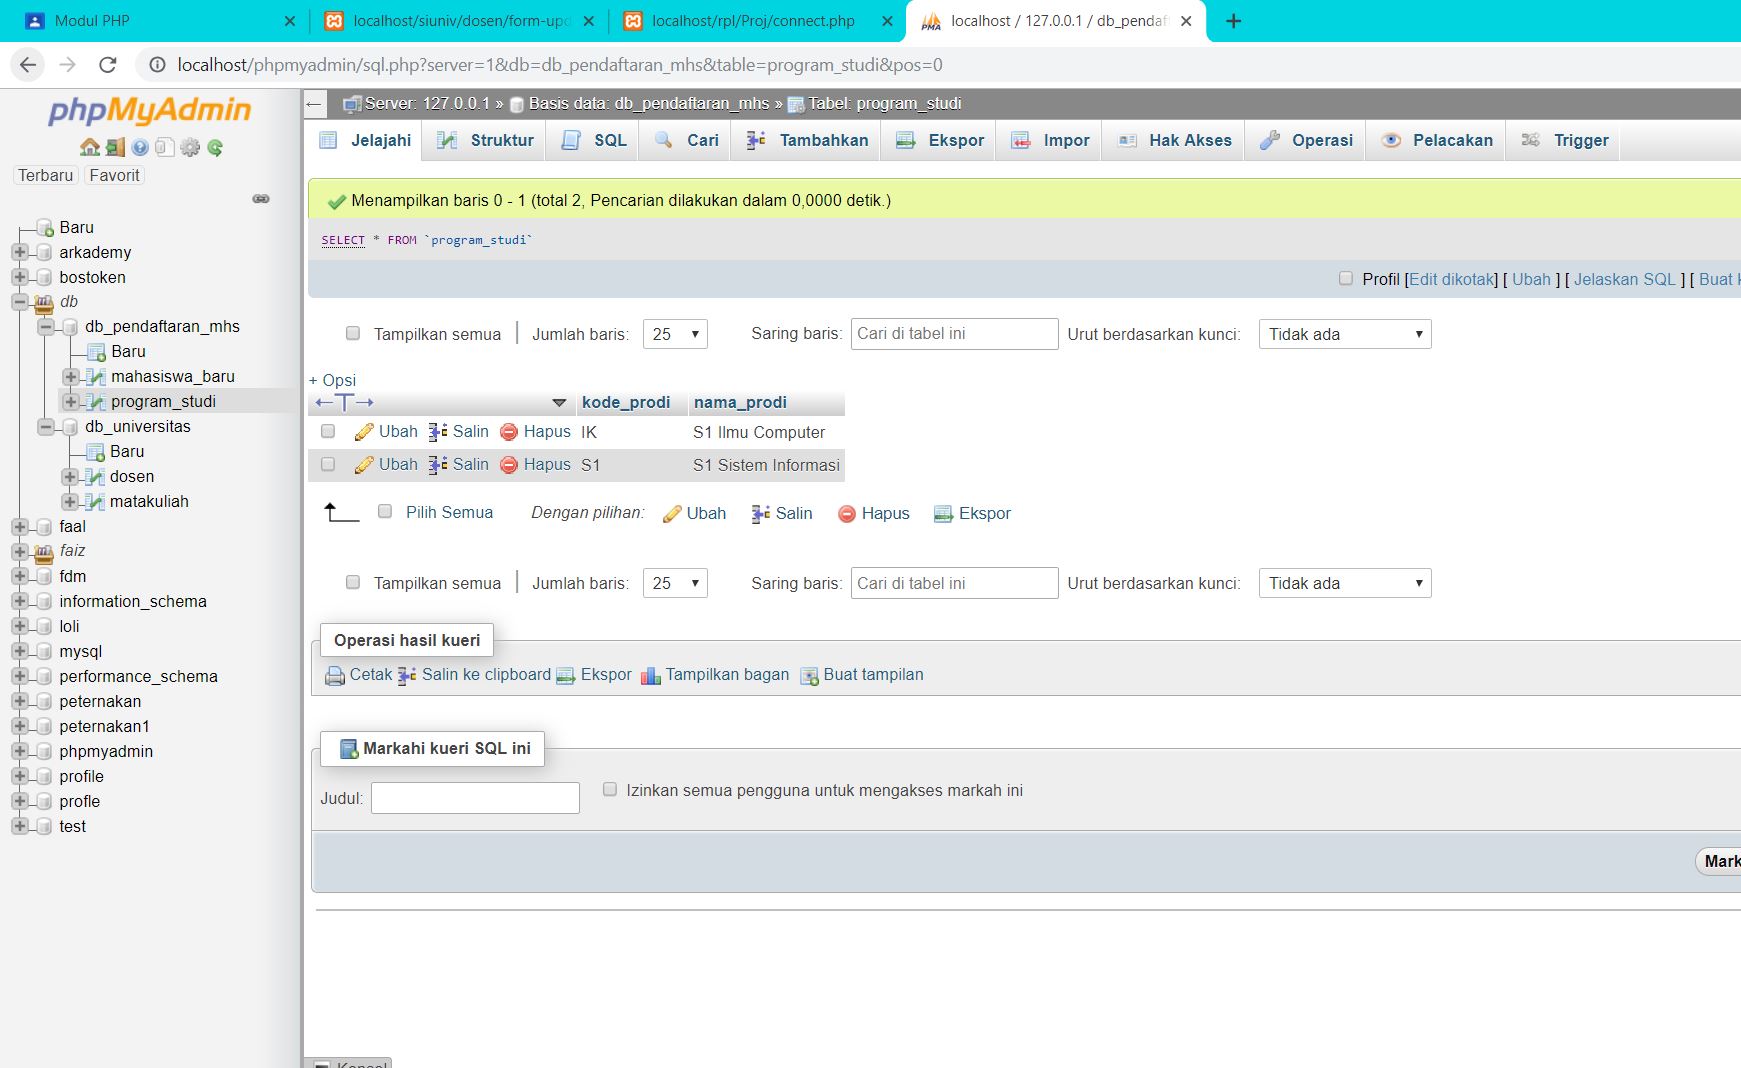 Modul PHP
localhost/siuniv/dosen/form-upd
localhost/rpl/Proj/connect.php
localhost / 127.0.0.1 / db_pendaft
localhost/phpmyadmin/sql.php?server=1&db=db_pendaftaran_mhs&table=program_studi&pos=0
phpMyAdmin
Terbaru Favorit
Baru
arkademy
bostoken
db
db_pendaftaran_mhs
Baru
mahasiswa_baru
program_studi
db_universitas
Baru
dosen
matakuliah
faal
faiz
fdm
information_schema
loli
mysql
performance_schema
peternakan
peternakan1
phpmyadmin
profile
profle
test
Server: 127.0.0.1 » Basis data: db_pendaftaran_mhs » Tabel: program_studi
Jelajahi Struktur SQL Cari Tambahkan Ekspor Impor Hak Akses Operasi Pelacakan Trigger
Menampilkan baris 0 - 1 (total 2, Pencarian dilakukan dalam 0,0000 detik.)
SELECT * FROM `program_studi`
Profil [Edit dikotak] [ Ubah ] [ Jelaskan SQL ] [ Buat
Tampilkan semua | Jumlah baris: 25 Saring baris: Cari di tabel ini Urut berdasarkan kunci: Tidak ada
+ Opsi
←T→ kode_prodi nama_prodi
Ubah Salin Hapus IK S1 Ilmu Computer
Ubah Salin Hapus S1 S1 Sistem Informasi
Pilih Semua Dengan pilihan: Ubah Salin Hapus Ekspor
Tampilkan semua | Jumlah baris: 25 Saring baris: Cari di tabel ini Urut berdasarkan kunci: Tidak ada
Operasi hasil kueri
Cetak Salin ke clipboard Ekspor Tampilkan bagan Buat tampilan
Markahi kueri SQL ini
Judul: Izinkan semua pengguna untuk mengakses markah ini
Mark
Konsol